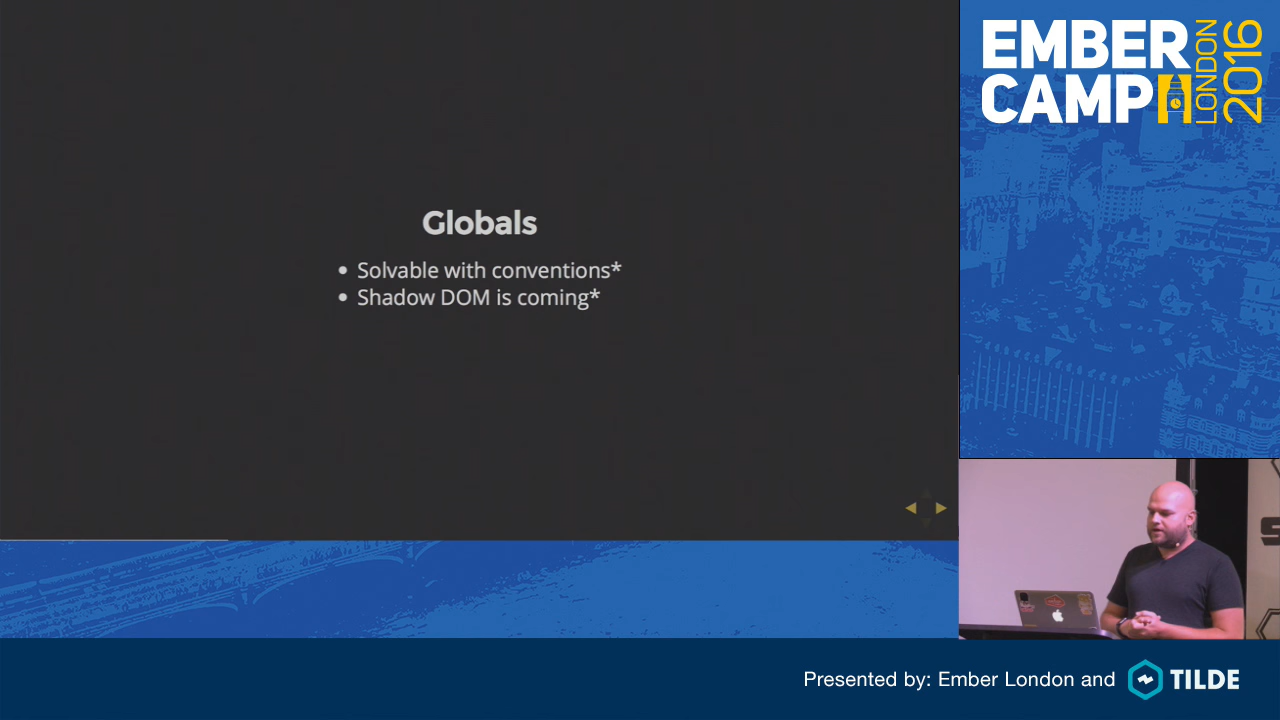 Globals
• Solvable with conventions*
• Shadow DOM is coming*
EMBER
CAMP
LONDON
2016
Presented by: Ember London and
TILDE